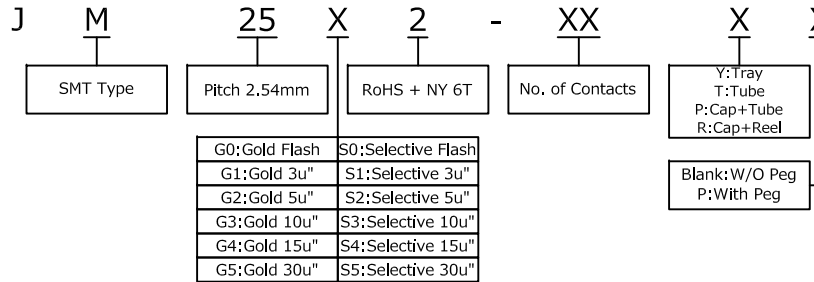 J M 25 X 2 - XX X X
SMT Type
Pitch 2.54mm
RoHS + NY 6T
No. of Contacts
Y:Tray
T:Tube
P:Cap+Tube
R:Cap+Reel
G0:Gold Flash S0:Selective Flash
G1:Gold 3u" S1:Selective 3u"
G2:Gold 5u" S2:Selective 5u"
G3:Gold 10u" S3:Selective 10u"
G4:Gold 15u" S4:Selective 15u"
G5:Gold 30u" S5:Selective 30u"
Blank:W/O Peg
P:With Peg